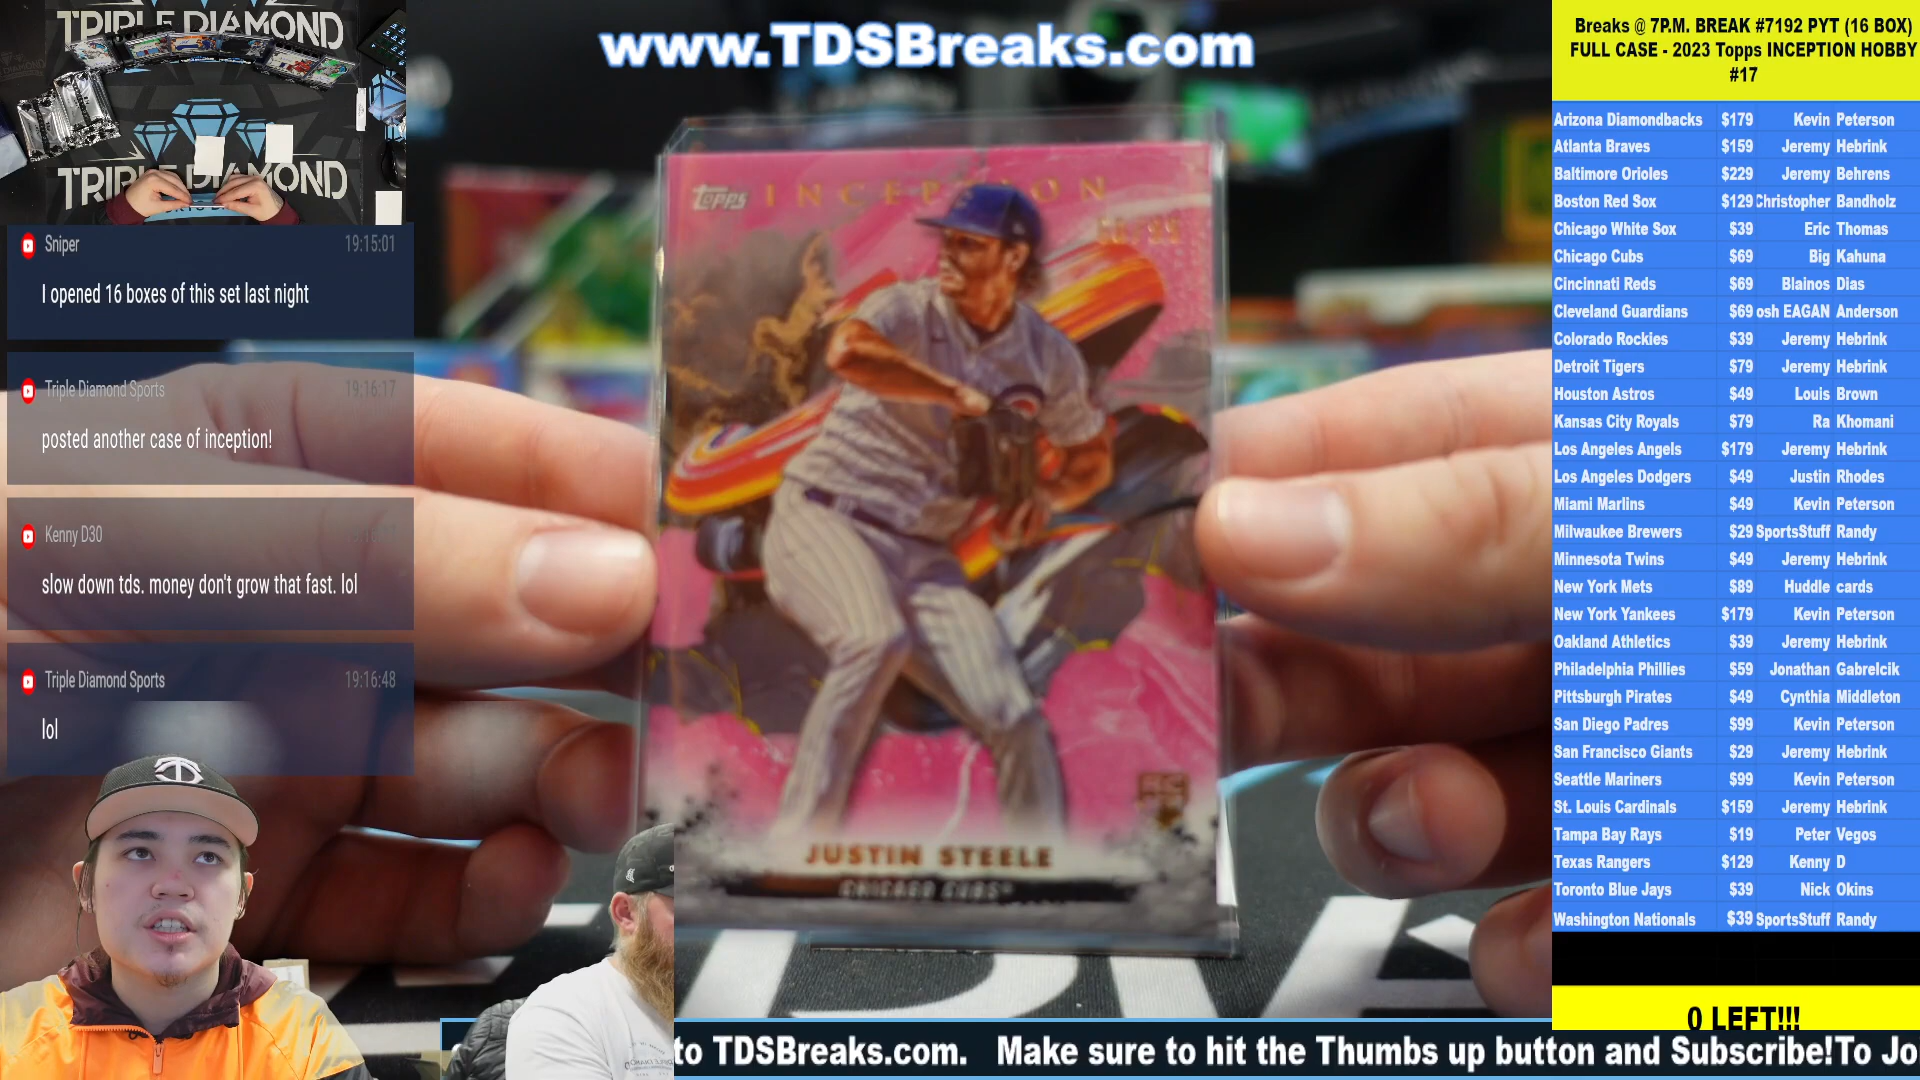 TRIPLE DIAMOND
TRIPLE DIAMOND
Sniper 19:15:01
I opened 16 boxes of this set last night
Triple Diamond Sports 19:16:17
posted another case of inception!
Kenny D30
slow down tds. money don't grow that fast. lol
Triple Diamond Sports 19:16:48
lol
www.TDSBreaks.com
TOPPS INCEPTION
RC
JUSTIN STEELE
CHICAGO CUBS
Breaks @ 7P.M. BREAK #7192 PYT (16 BOX)
FULL CASE - 2023 Topps INCEPTION HOBBY
#17
Arizona Diamondbacks $179 Kevin Peterson
Atlanta Braves $159 Jeremy Hebrink
Baltimore Orioles $229 Jeremy Behrens
Boston Red Sox $129 Christopher Bandholz
Chicago White Sox $39 Eric Thomas
Chicago Cubs $69 Big Kahuna
Cincinnati Reds $69 Blainos Dias
Cleveland Guardians $69 osh EAGAN Anderson
Colorado Rockies $39 Jeremy Hebrink
Detroit Tigers $79 Jeremy Hebrink
Houston Astros $49 Louis Brown
Kansas City Royals $79 Ra Khomani
Los Angeles Angels $179 Jeremy Hebrink
Los Angeles Dodgers $49 Justin Rhodes
Miami Marlins $49 Kevin Peterson
Milwaukee Brewers $29 SportsStuff Randy
Minnesota Twins $49 Jeremy Hebrink
New York Mets $89 Huddle cards
New York Yankees $179 Kevin Peterson
Oakland Athletics $39 Jeremy Hebrink
Philadelphia Phillies $59 Jonathan Gabrelcik
Pittsburgh Pirates $49 Cynthia Middleton
San Diego Padres $99 Kevin Peterson
San Francisco Giants $29 Jeremy Hebrink
Seattle Mariners $99 Kevin Peterson
St. Louis Cardinals $159 Jeremy Hebrink
Tampa Bay Rays $19 Peter Vegos
Texas Rangers $129 Kenny D
Toronto Blue Jays $39 Nick Okins
Washington Nationals $39 SportsStuff Randy
0 LEFT!!!
to TDSBreaks.com. Make sure to hit the Thumbs up button and Subscribe!To Jo